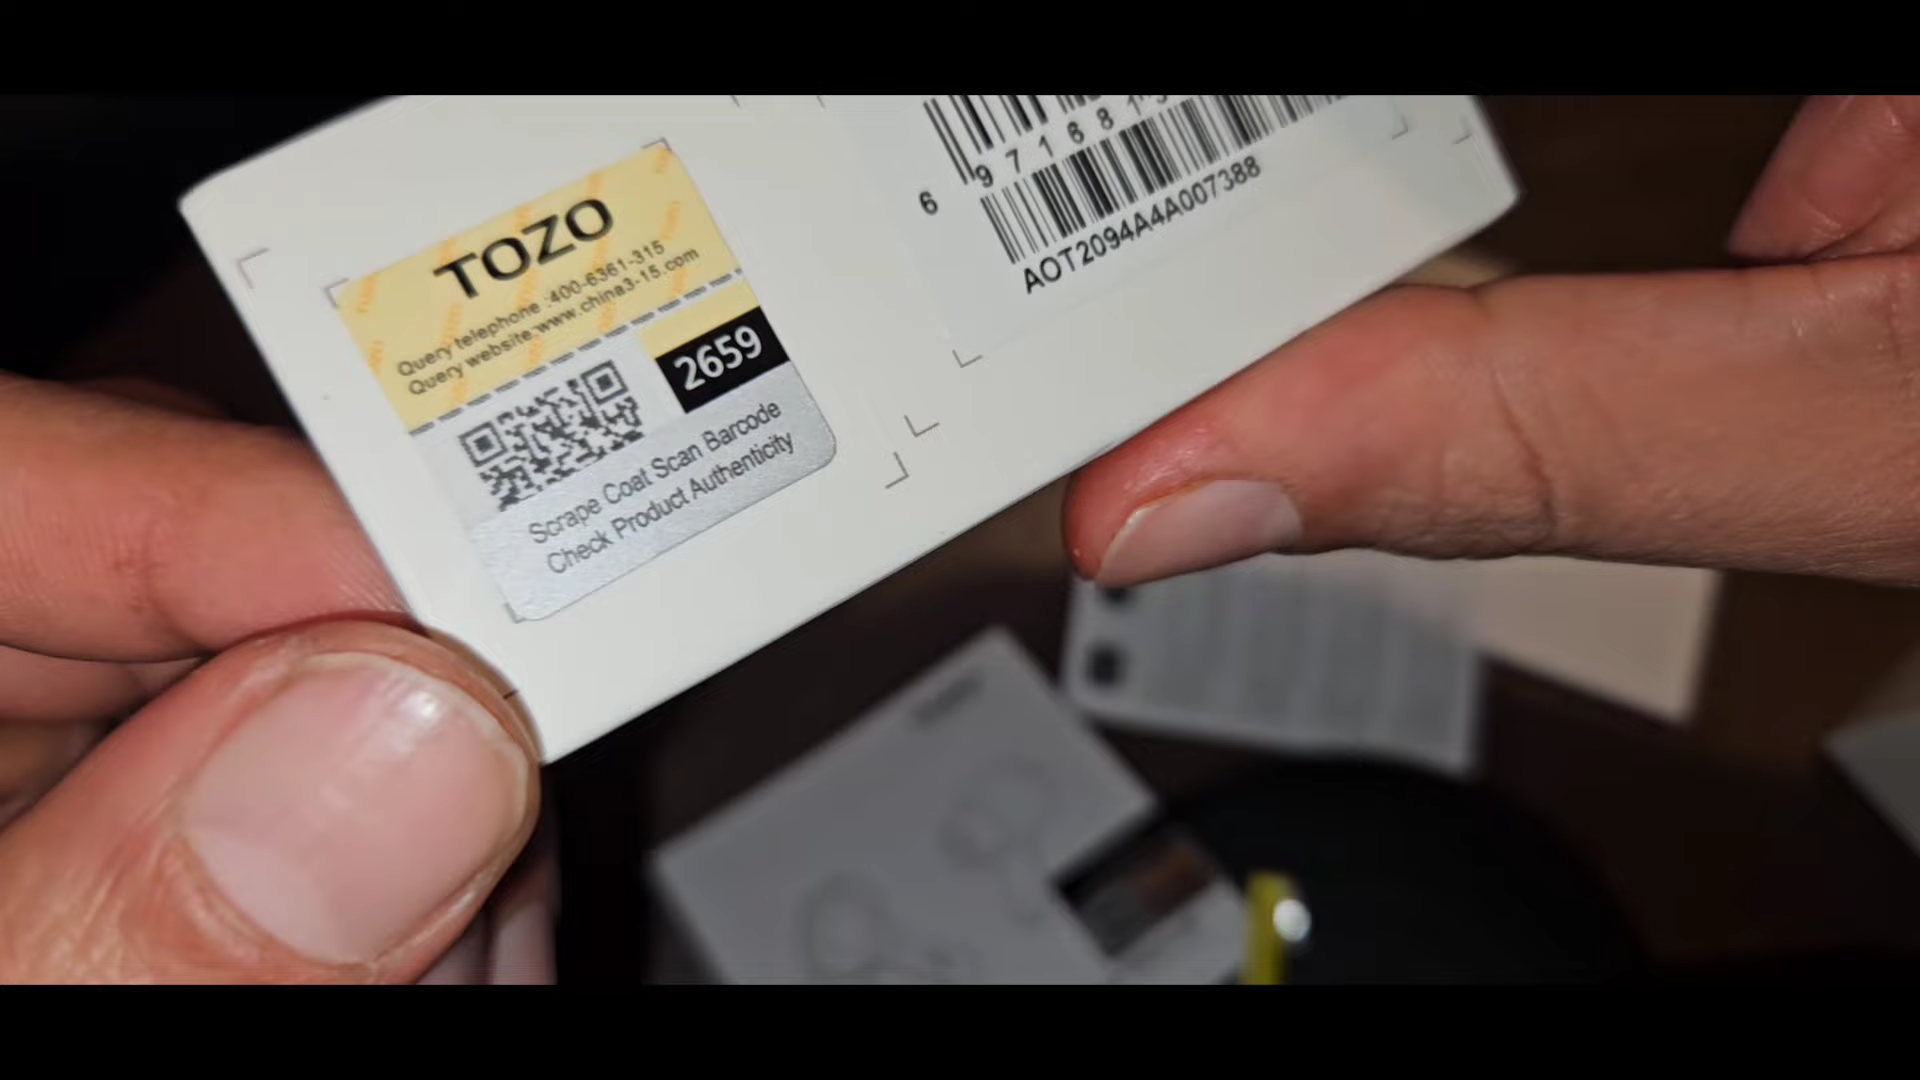 TOZO
Query telephone :400-6361-315
Query website:www.china3-15.com
2659
Scrape Coat Scan Barcode
Check Product Authenticity
6 971681
AOT2094A4A007388